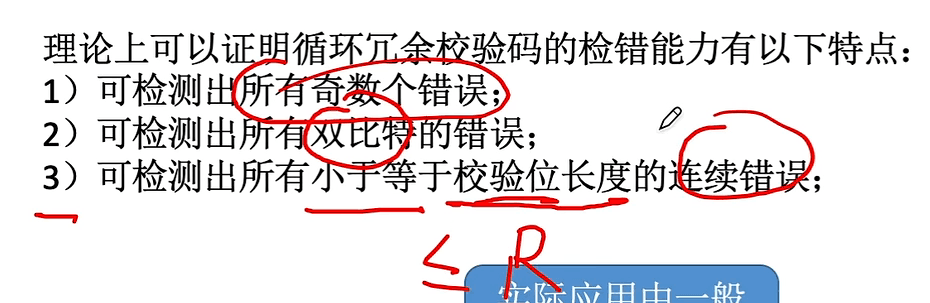 理论上可以证明循环冗余校验码的检错能力有以下特点：
1）可检测出所有奇数个错误；
2）可检测出所有双比特的错误；
3）可检测出所有小于等于校验位长度的连续错误；
≤ R
实际应用中一般